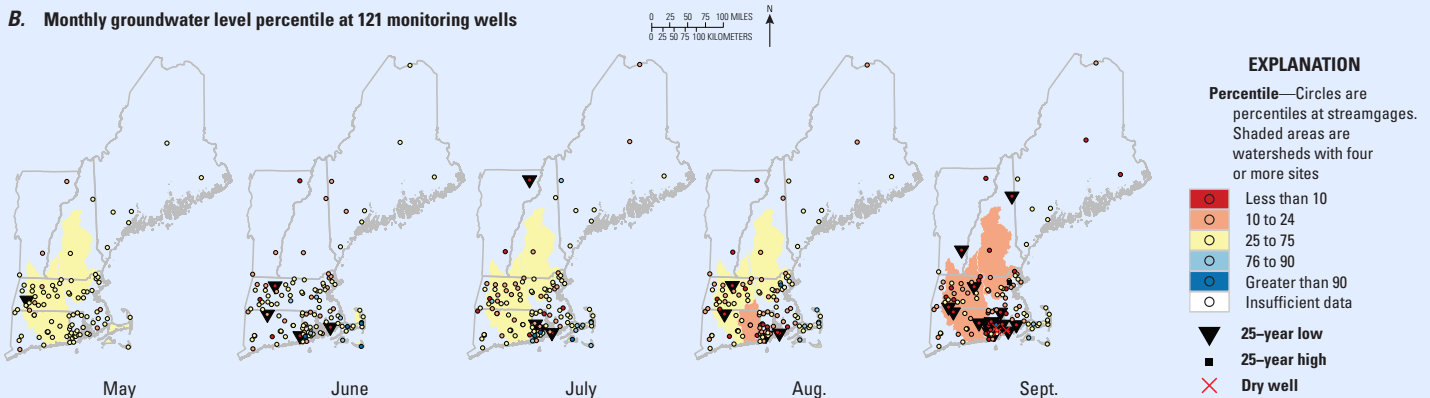 B. Monthly groundwater level percentile at 121 monitoring wells
0 25 50 75 100 MILES
0 25 50 75 100 KILOMETERS
N
EXPLANATION
Percentile—Circles are
percentiles at streamgages.
Shaded areas are
watersheds with four
or more sites
Less than 10
10 to 24
25 to 75
76 to 90
Greater than 90
Insufficient data
25–year low
25–year high
Dry well
May
June
July
Aug.
Sept.